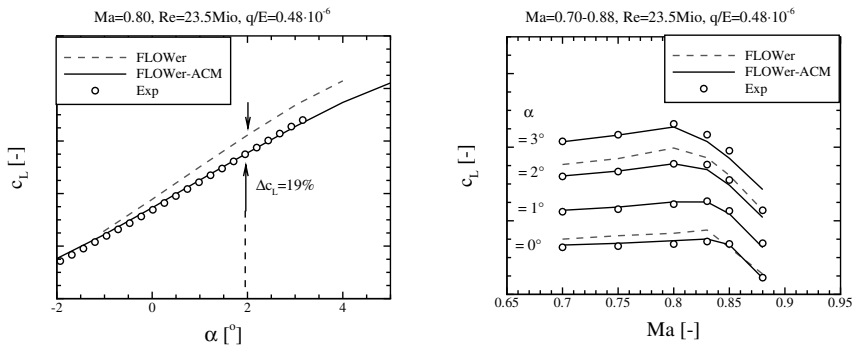 Ma=0.80, Re=23.5Mio, q/E=0.48·10⁻⁶
FLOWer
FLOWer-ACM
Exp
c_L [-]
Δc_L=19%
-2 0 2 4
α [°]
Ma=0.70-0.88, Re=23.5Mio, q/E=0.48·10⁻⁶
FLOWer
FLOWer-ACM
Exp
α
= 3°
= 2°
= 1°
= 0°
c_L [-]
0.65 0.7 0.75 0.8 0.85 0.9 0.95
Ma [-]